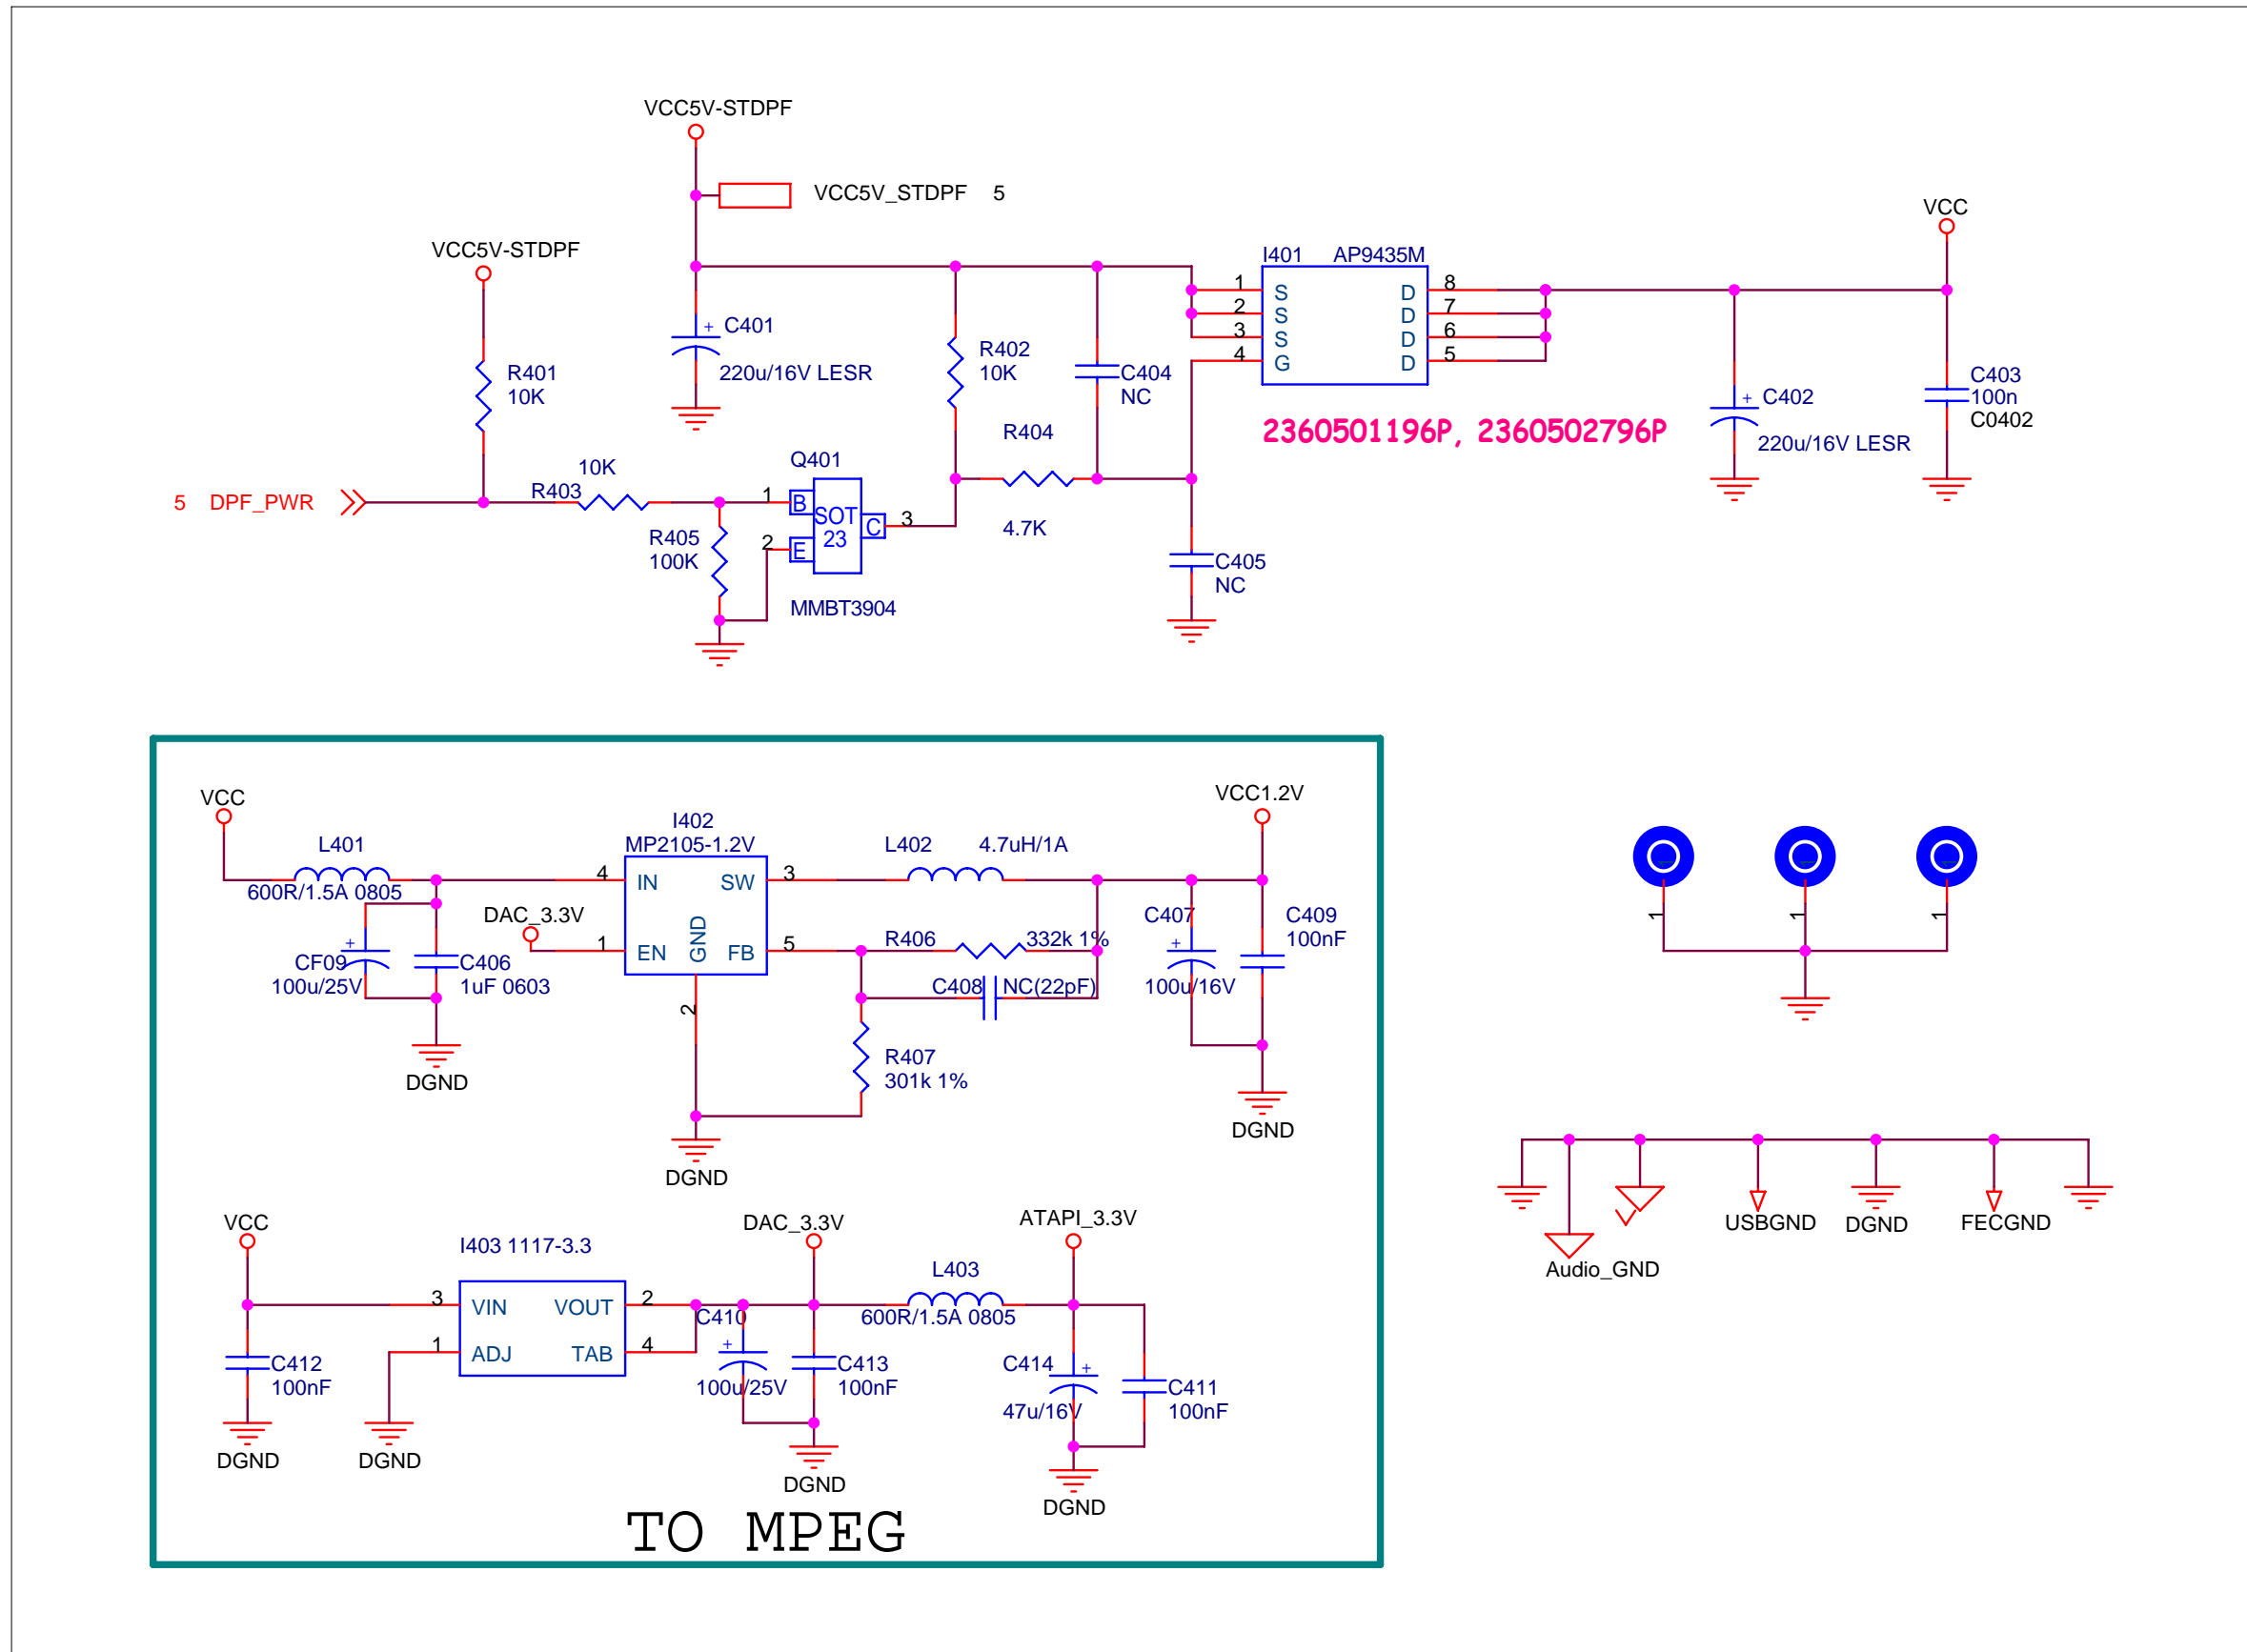 VCC5V-STDPF
VCC5V_STDPF 5
VCC5V-STDPF
VCC
I401 AP9435M
1 S D 8
2 S D 7
3 S D 6
4 G D 5
+ C401
220u/16V LESR
R401
10K
R402
10K
C404
NC
R404
4.7K
2360501196P, 2360502796P
+ C402
220u/16V LESR
C403
100n
C0402
5 DPF_PWR
10K
R403
R405
100K
Q401
1 B
2 E
SOT
23
C 3
MMBT3904
C405
NC
VCC
L401
600R/1.5A 0805
I402
MP2105-1.2V
4 IN SW 3
1 EN GND FB 5
2
DAC_3.3V
+
CF09
100u/25V
C406
1uF 0603
DGND
L402 4.7uH/1A
VCC1.2V
R406 332k 1%
C408 NC(22pF)
R407
301k 1%
DGND
C407
+
100u/16V
C409
100nF
DGND
1
1
1
VCC
I403 1117-3.3
3 VIN VOUT 2
1 ADJ TAB 4
C412
100nF
DGND
DGND
DAC_3.3V
C410
+
100u/25V
C413
100nF
DGND
L403
600R/1.5A 0805
ATAPI_3.3V
C414 +
47u/16V
C411
100nF
DGND
TO MPEG
Audio_GND
USBGND
DGND
FECGND